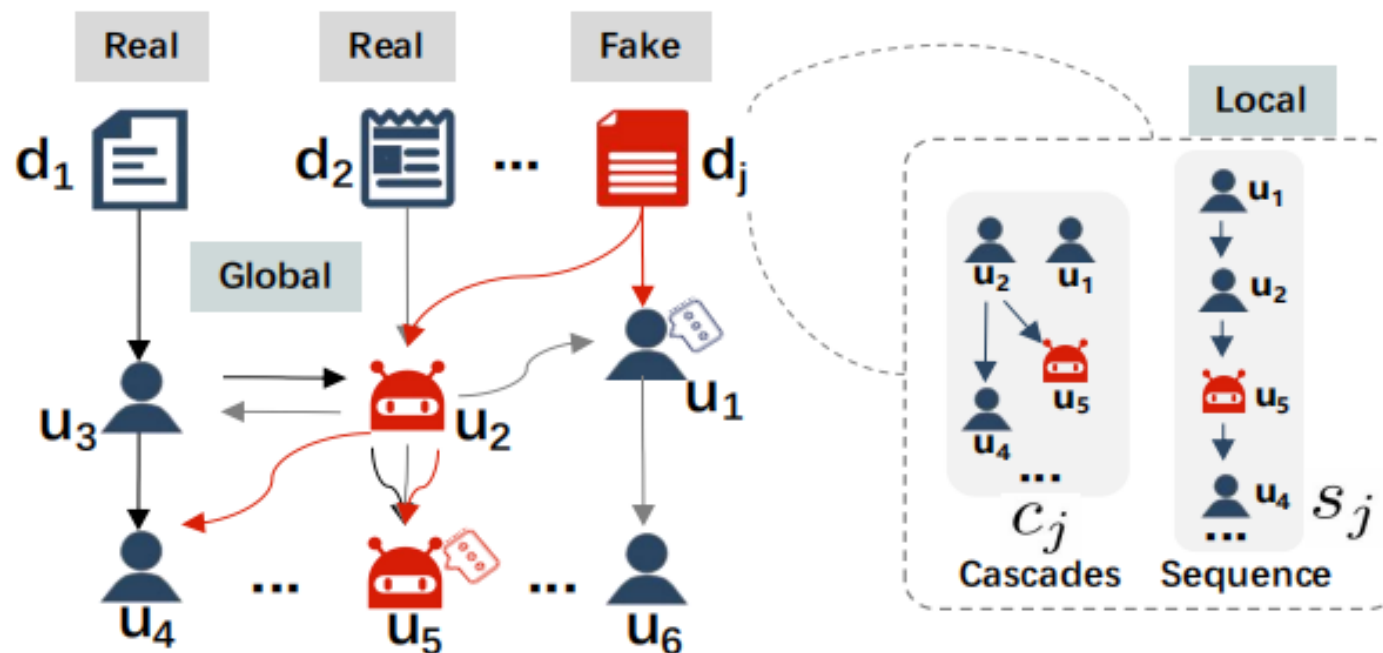 Real Real Fake
d₁ d₂ ... dⱼ
Global
u₃ u₂ u₁
u₄ ... u₅ ... u₆
Local
u₂ u₁
u₅
u₄
...
cⱼ
Cascades
u₁
u₂
u₅
u₄
...
sⱼ
Sequence